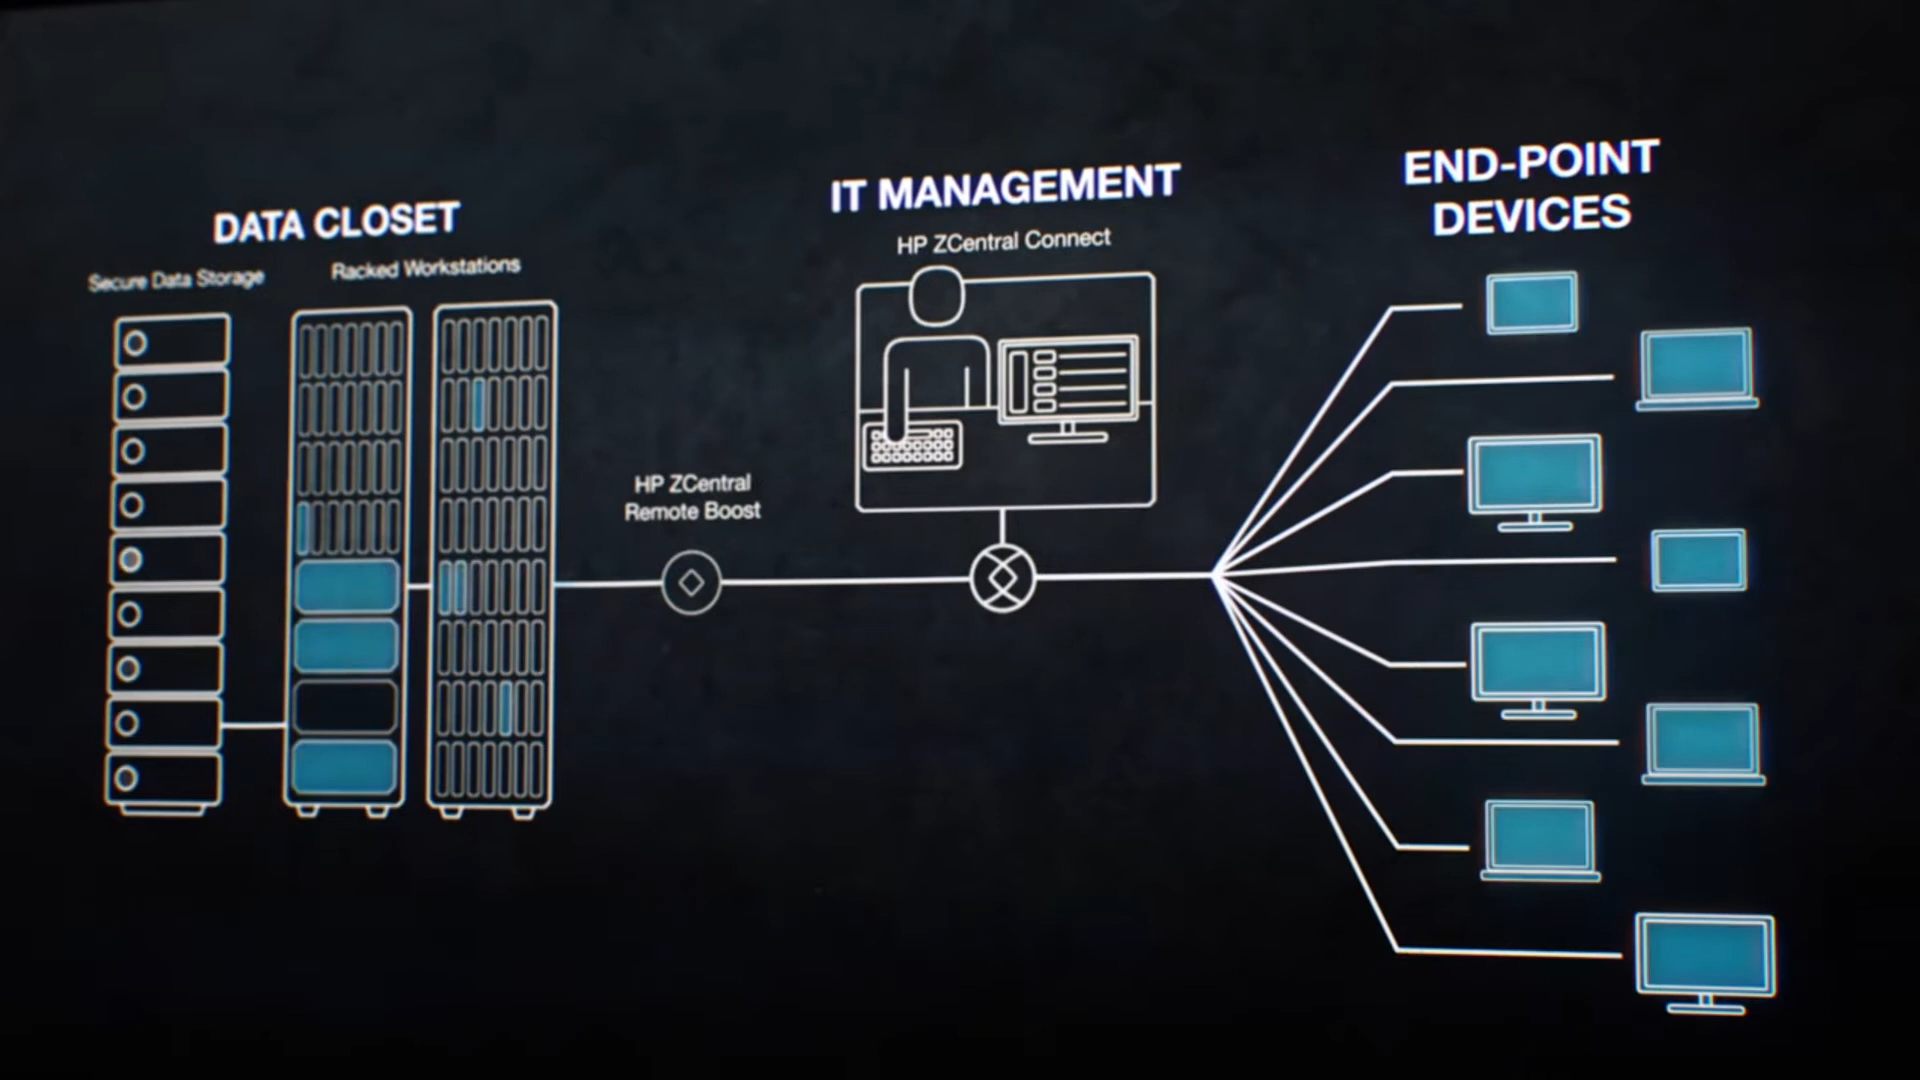 DATA CLOSET
Secure Data Storage
Racked Workstations
HP ZCentral
Remote Boost
IT MANAGEMENT
HP ZCentral Connect
END-POINT
DEVICES